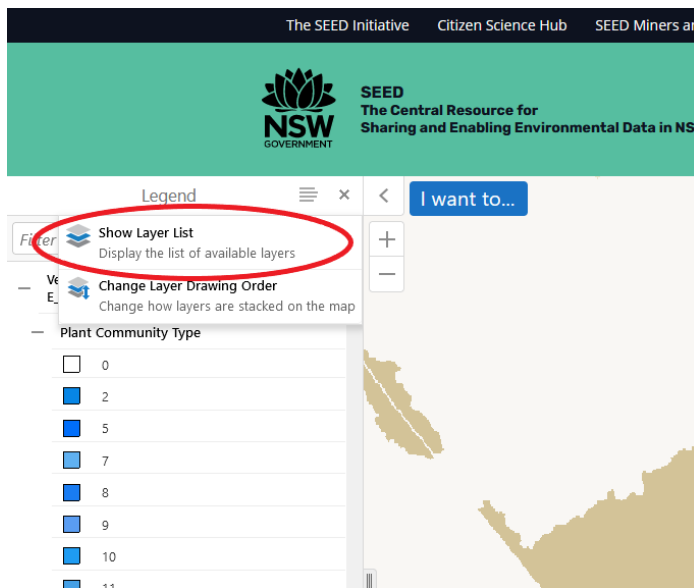 The SEED Initiative Citizen Science Hub SEED Miners
NSW
GOVERNMENT
SEED
The Central Resource for
Sharing and Enabling Environmental Data in NS
Legend
I want to...
Show Layer List
Display the list of available layers
Change Layer Drawing Order
Change how layers are stacked on the map
Plant Community Type
0
2
5
7
8
9
10
11